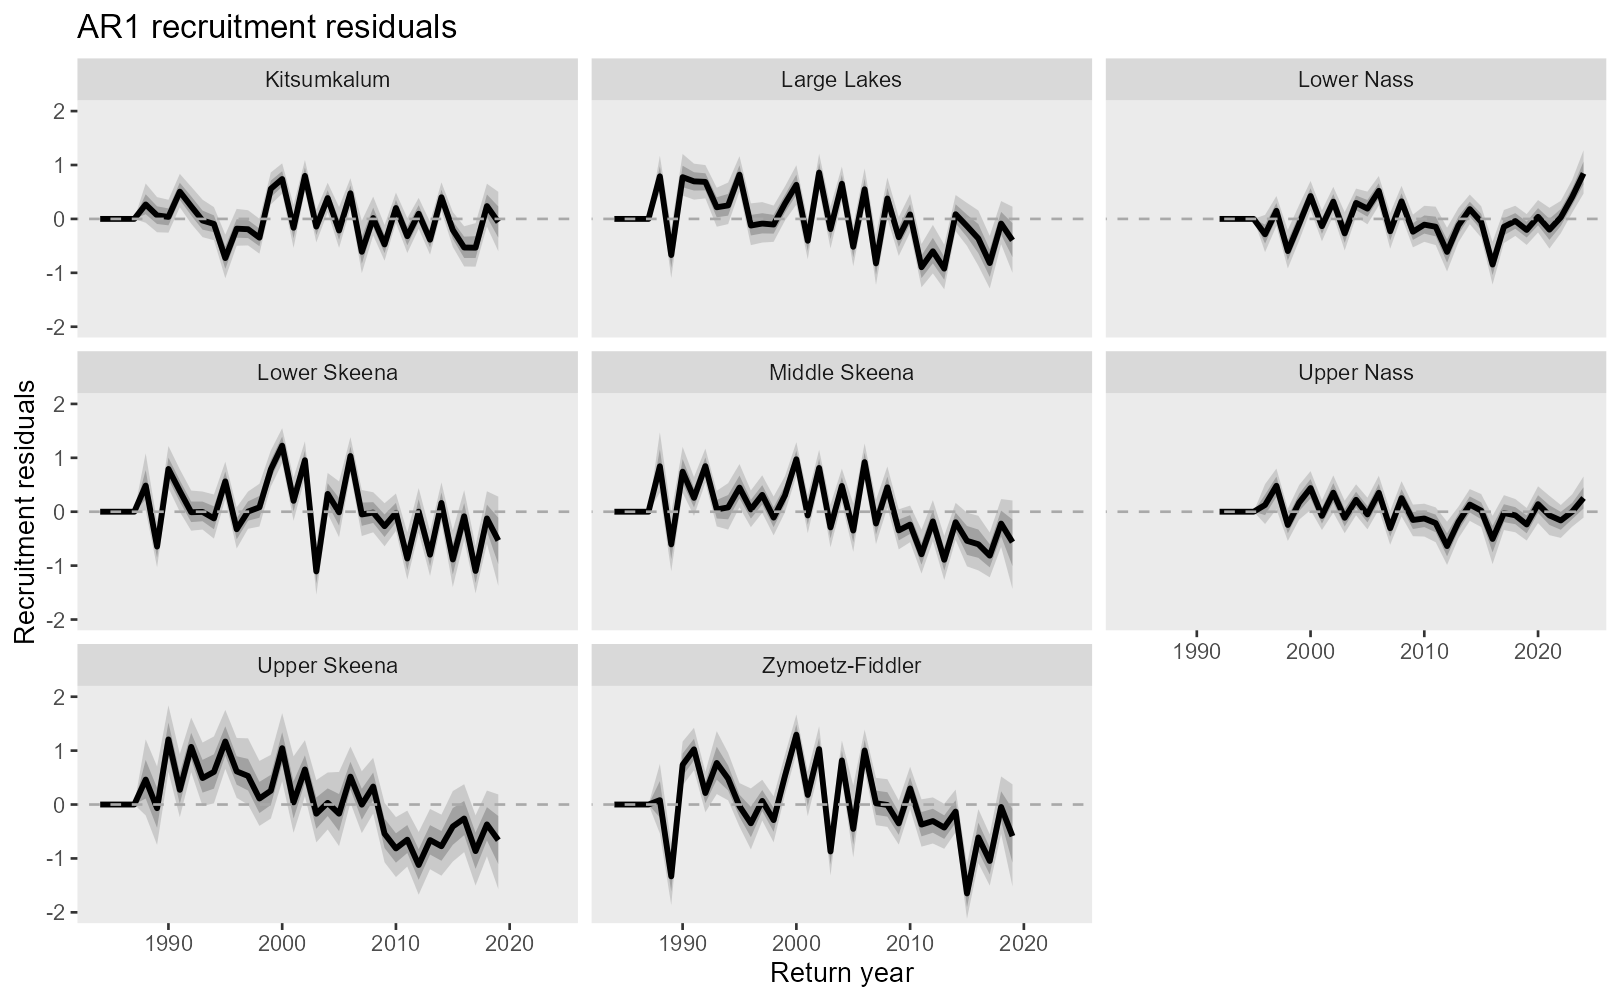 AR1 recruitment residuals
Kitsumkalum
Large Lakes
Lower Nass
2
1
0
-1
-2
Lower Skeena
Middle Skeena
Upper Nass
2
1
0
-1
-2
1990 2000 2010 2020
Upper Skeena
Zymoetz-Fiddler
2
1
0
-1
-2
1990 2000 2010 2020
1990 2000 2010 2020
Recruitment residuals
Return year